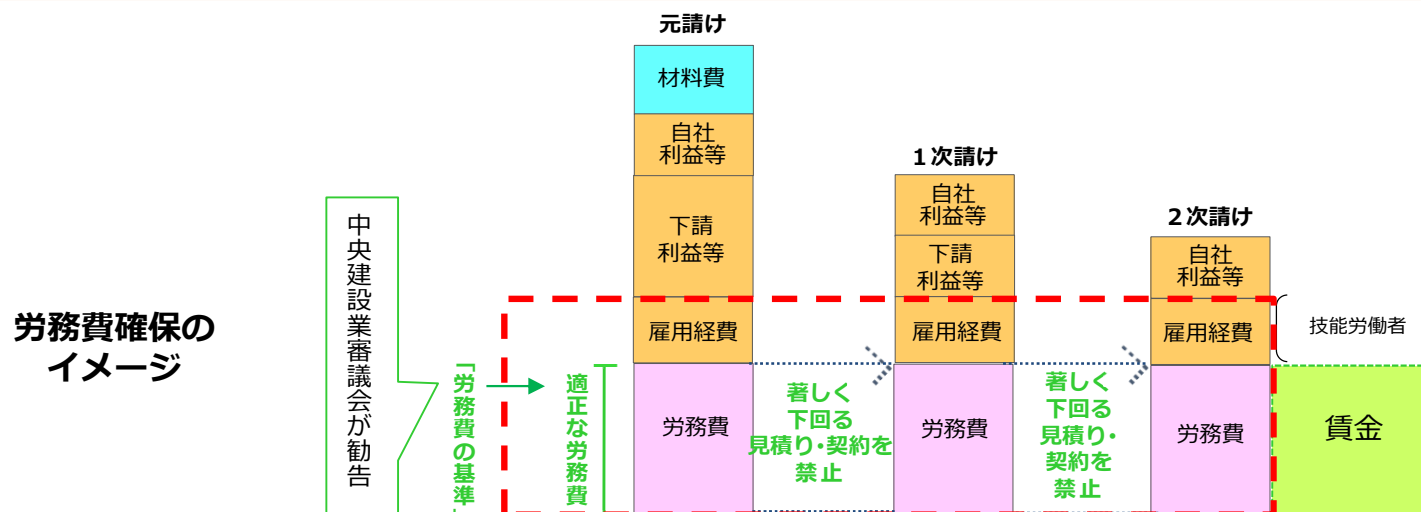 労務費確保の
イメージ
中央建設業審議会が勧告
「労務費の基準」
適正な労務費
元請け
材料費
自社
利益等
下請
利益等
雇用経費
労務費
著しく
下回る
見積り・契約を
禁止
１次請け
自社
利益等
下請
利益等
雇用経費
労務費
著しく
下回る
見積り・
契約を
禁止
２次請け
自社
利益等
雇用経費
労務費
技能労働者
賃金